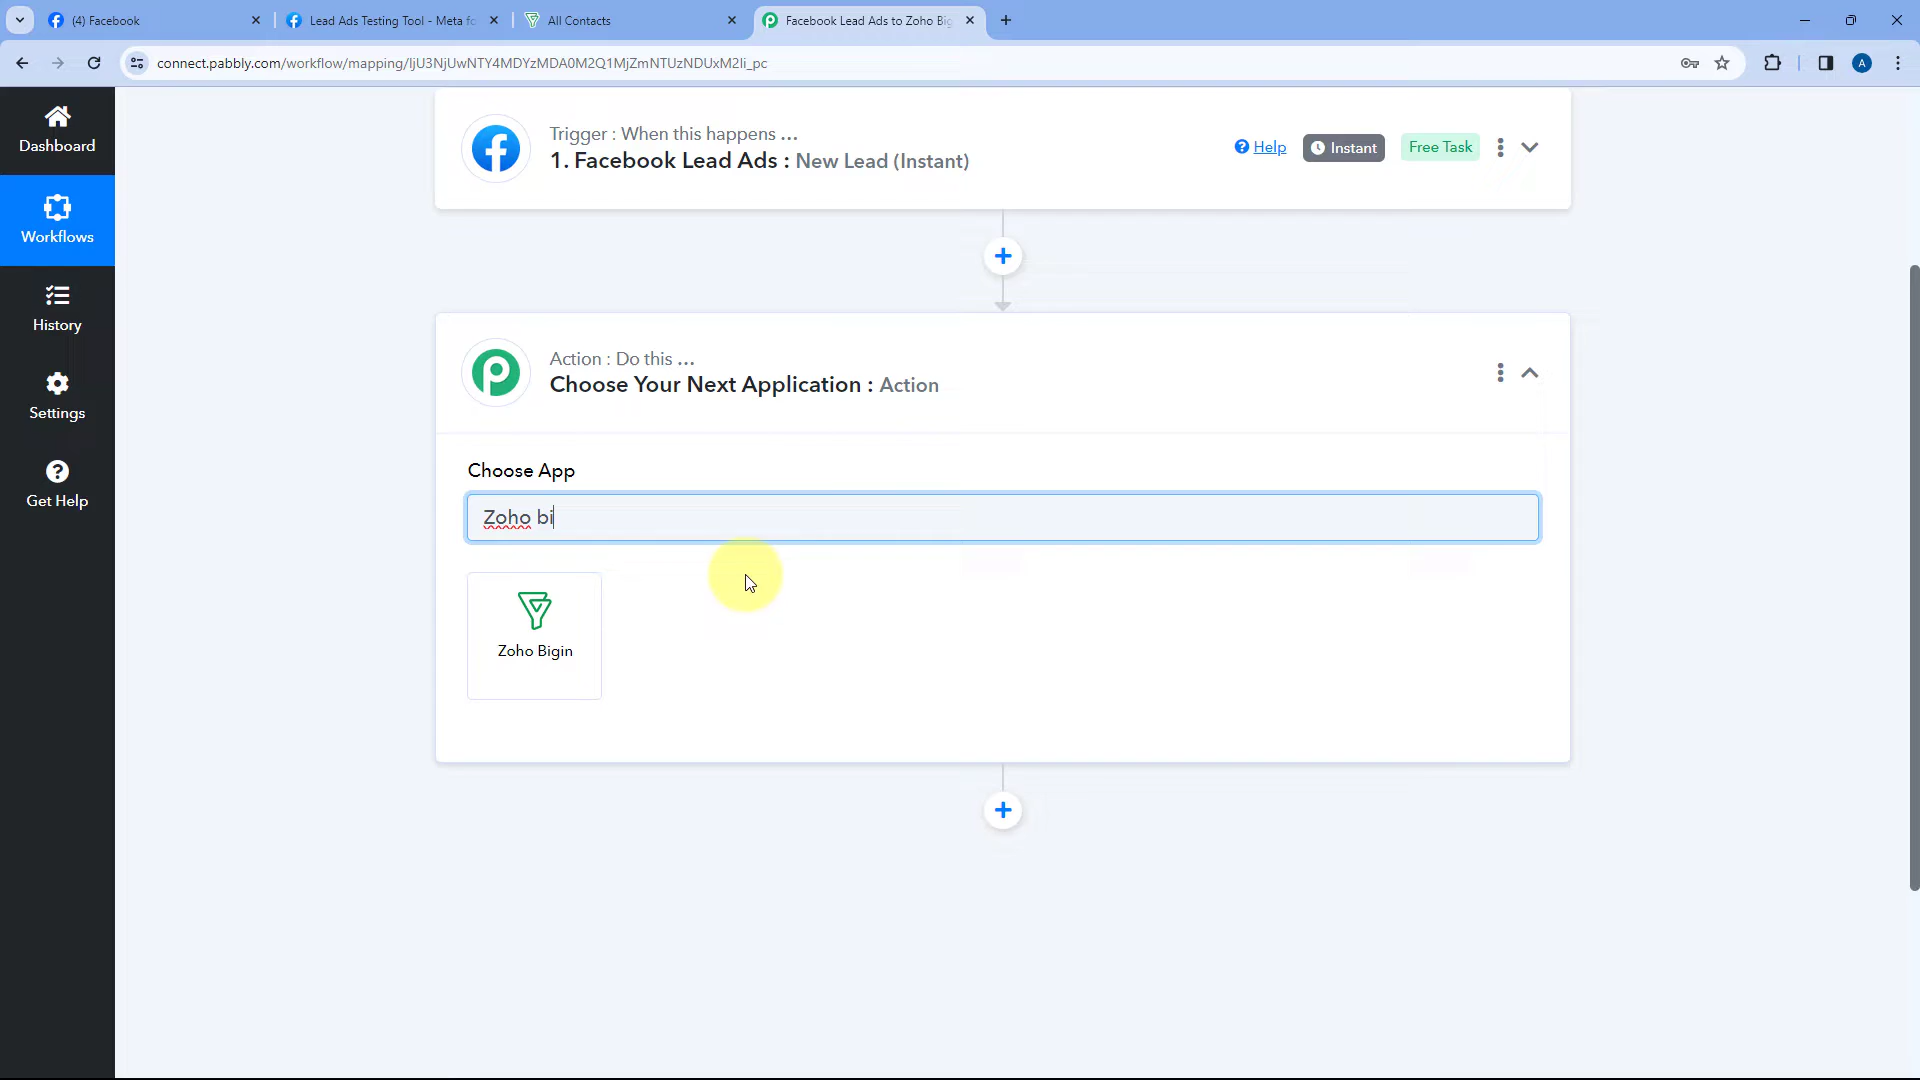 (4) Facebook
Lead Ads Testing Tool - Meta fo
All Contacts
Facebook Lead Ads to Zoho Big
connect.pabbly.com/workflow/mapping/IjU3NjUwNTY4MDYzMDA0M2Q1MjZmNTUzNDUxM2Ii_pc
A
Dashboard
Workflows
History
Settings
Get Help
Trigger : When this happens ...
1. Facebook Lead Ads : New Lead (Instant)
Help
Instant
Free Task
Action : Do this ...
Choose Your Next Application : Action
Choose App
Zoho bi
Zoho Bigin